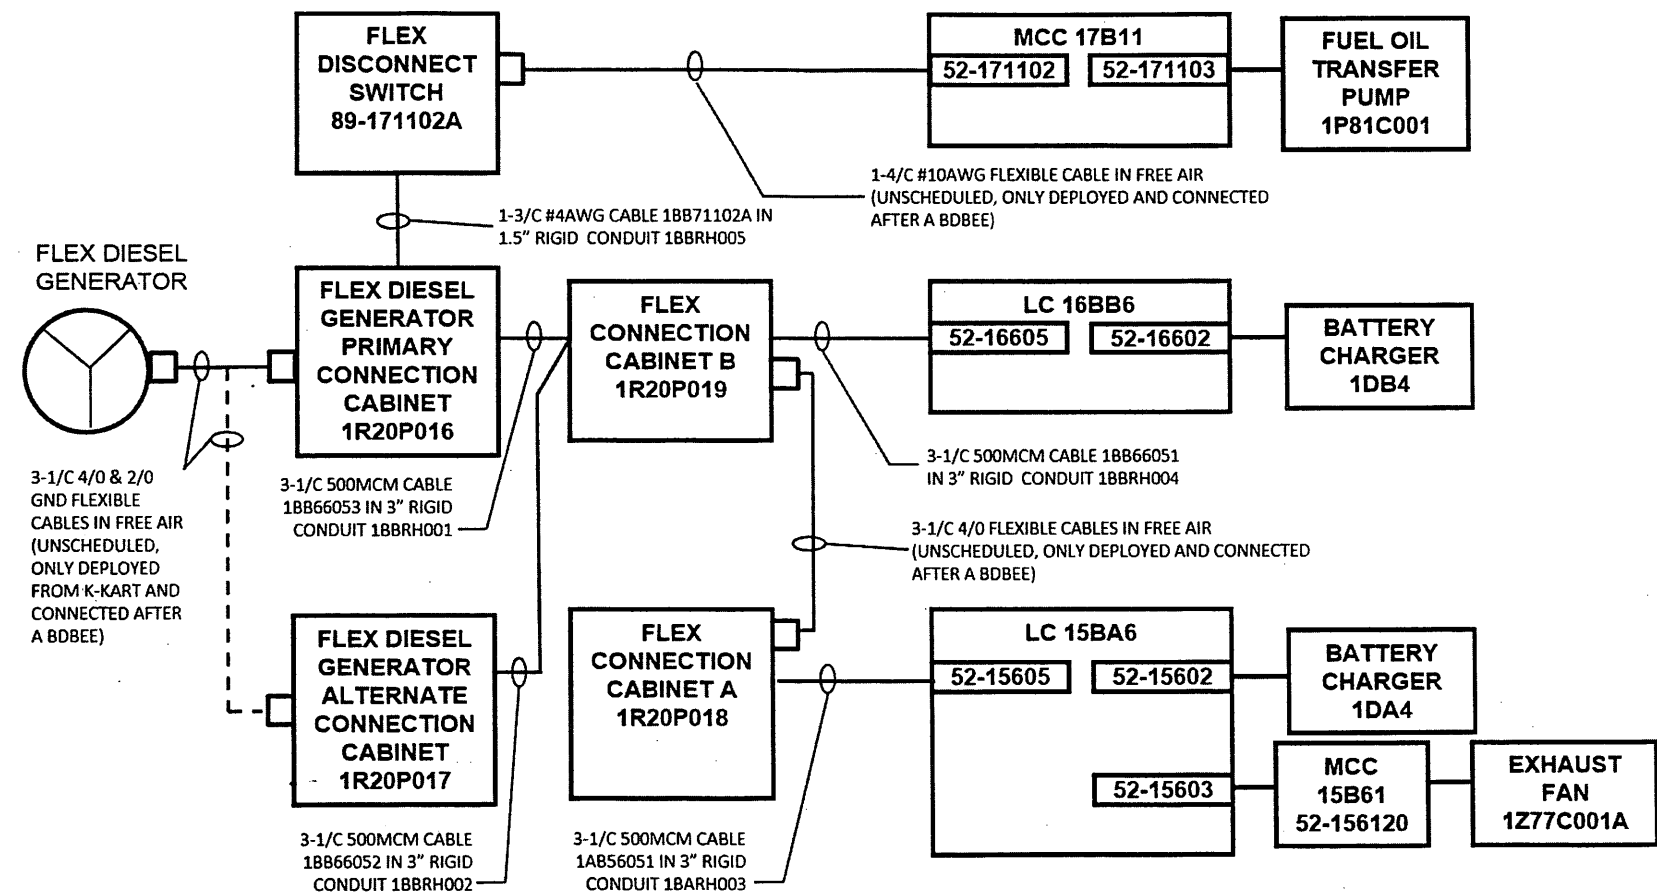 FLEX
DISCONNECT
SWITCH
89-171102A
MCC 17B11
52-171102
52-171103
FUEL OIL
TRANSFER
PUMP
1P81C001
1-4/C #10AWG FLEXIBLE CABLE IN FREE AIR
(UNSCHEDULED, ONLY DEPLOYED AND CONNECTED
AFTER A BDBEE)
1-3/C #4AWG CABLE 1BB71102A IN
1.5" RIGID CONDUIT 1BBRH005
FLEX DIESEL
GENERATOR
FLEX DIESEL
GENERATOR
PRIMARY
CONNECTION
CABINET
1R20P016
FLEX
CONNECTION
CABINET B
1R20P019
LC 16BB6
52-16605
52-16602
BATTERY
CHARGER
1DB4
3-1/C 4/0 & 2/0
GND FLEXIBLE
CABLES IN FREE AIR
(UNSCHEDULED,
ONLY DEPLOYED
FROM K-KART AND
CONNECTED AFTER
A BDBEE)
3-1/C 500MCM CABLE
1BB66053 IN 3" RIGID
CONDUIT 1BBRH001
3-1/C 500MCM CABLE 1BB66051
IN 3" RIGID CONDUIT 1BBRH004
3-1/C 4/0 FLEXIBLE CABLES IN FREE AIR
(UNSCHEDULED, ONLY DEPLOYED AND CONNECTED
AFTER A BDBEE)
FLEX DIESEL
GENERATOR
ALTERNATE
CONNECTION
CABINET
1R20P017
FLEX
CONNECTION
CABINET A
1R20P018
LC 15BA6
52-15605
52-15602
52-15603
BATTERY
CHARGER
1DA4
MCC
15B61
52-156120
EXHAUST
FAN
1Z77C001A
3-1/C 500MCM CABLE
1BB66052 IN 3" RIGID
CONDUIT 1BBRH002
3-1/C 500MCM CABLE
1AB56051 IN 3" RIGID
CONDUIT 1BARH003